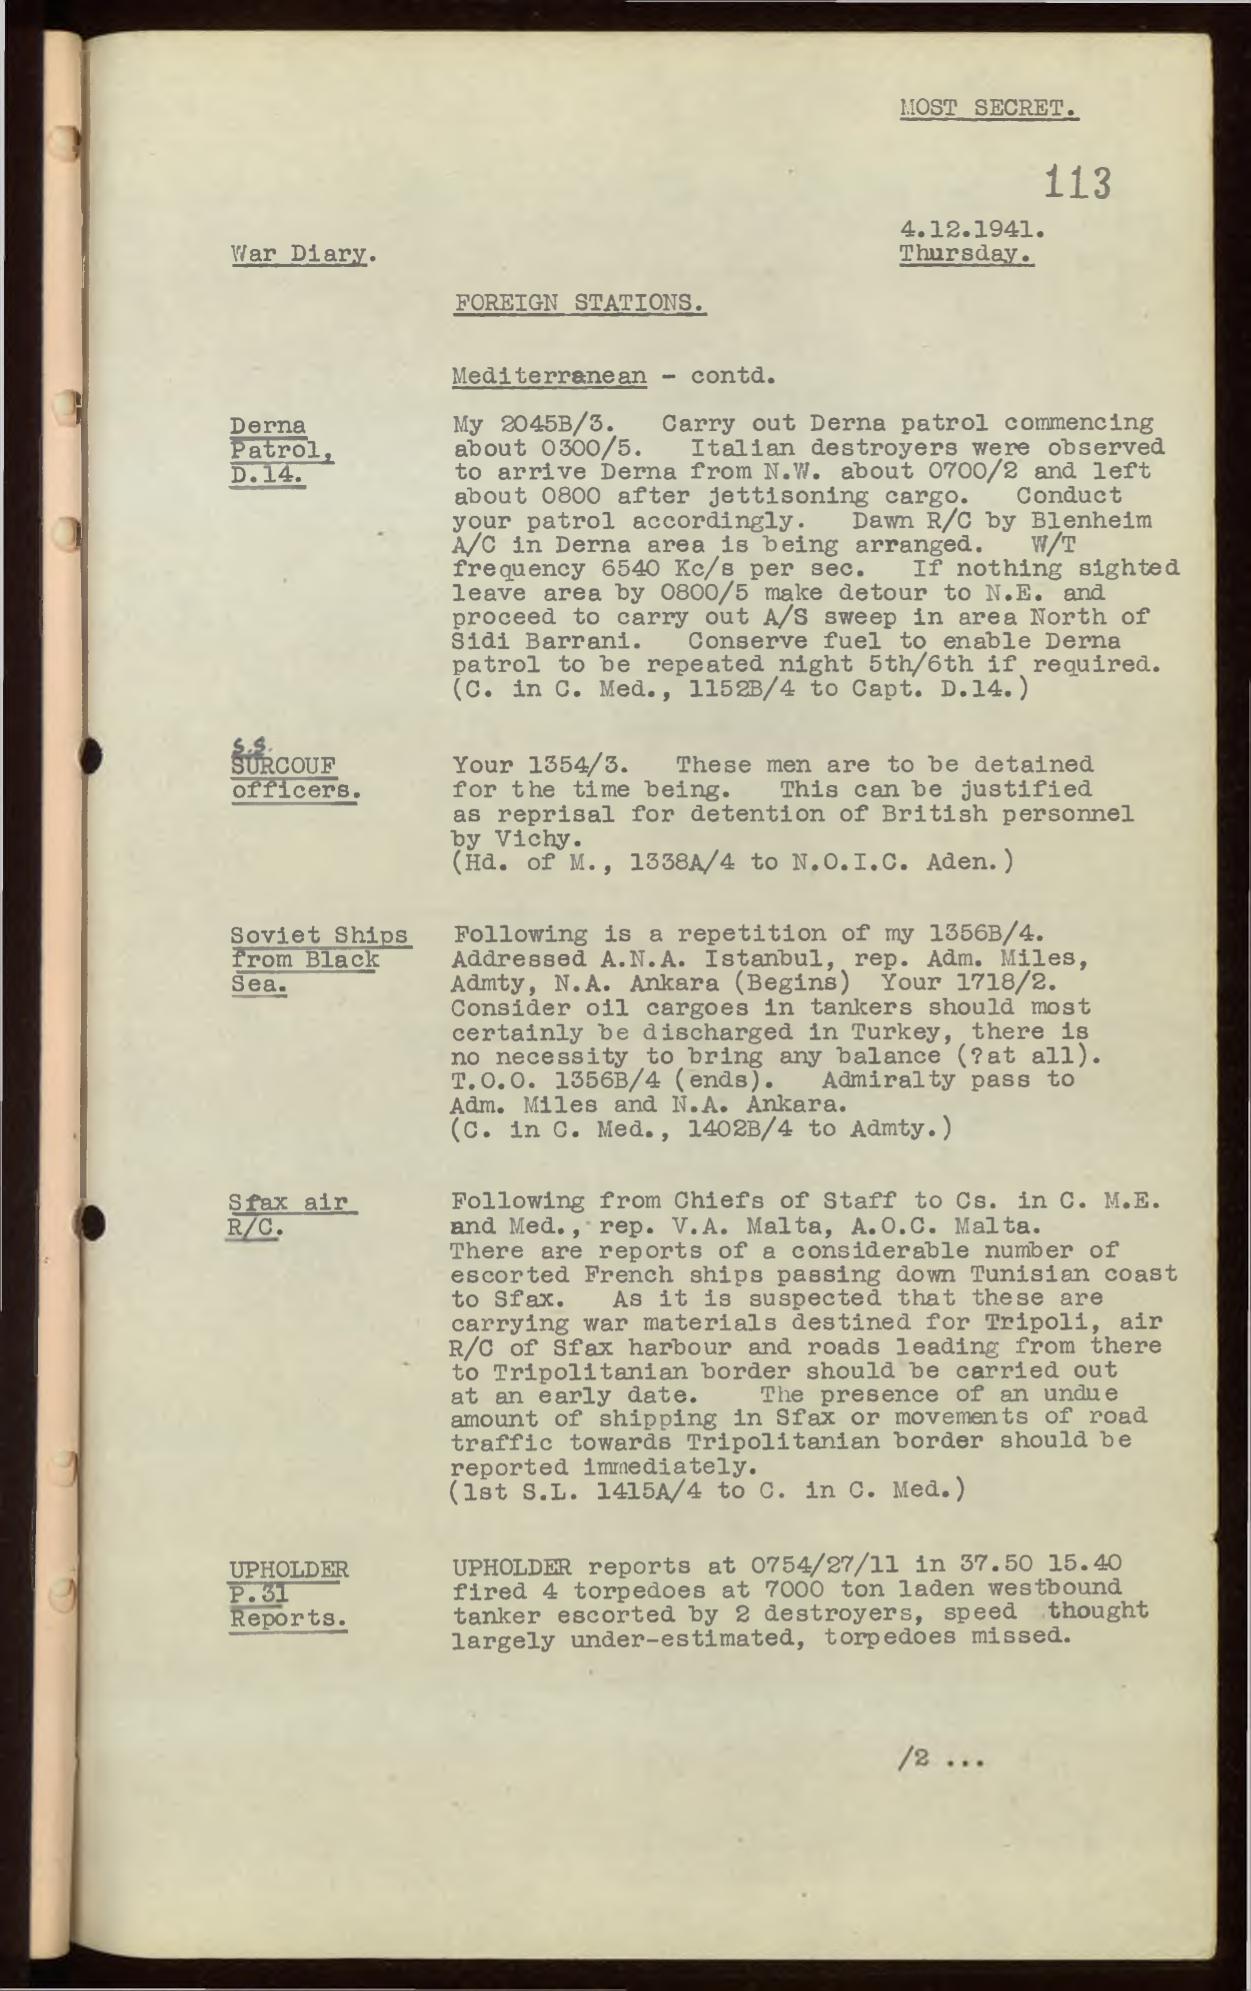 MOST SECRET.
113
4.12.1941.
War Diary.
Thursday.
FOREIGN STATIONS.
Mediterranean - contd.
Derna
Patrol,
D.14.
My 2045B/3. Carry out Derna patrol commencing
about 0300/5. Italian destroyers were observed
to arrive Derna from N.W. about 0700/2 and left
about 0800 after jettisoning cargo. Conduct
your patrol accordingly. Dawn R/C by Blenheim
A/C in Derna area is being arranged. W/T
frequency 6540 Kc/s per sec. If nothing sighted
leave area by 0800/5 make detour to N.E. and
proceed to carry out A/S sweep in area North of
Sidi Barrani. Conserve fuel to enable Derna
patrol to be repeated night 5th/6th if required.
(C. in C. Med., 1152B/4 to Capt. D.14.)
S.S.
SURCOUF
officers.
Your 1354/3. These men are to be detained
for the time being. This can be justified
as reprisal for detention of British personnel
by Vichy.
(Hd. of M., 1338A/4 to N.O.I.C. Aden.)
Soviet Ships
from Black
Sea.
Following is a repetition of my 1356B/4.
Addressed A.N.A. Istanbul, rep. Adm. Miles,
Admty, N.A. Ankara (Begins) Your 1718/2.
Consider oil cargoes in tankers should most
certainly be discharged in Turkey, there is
no necessity to bring any balance (?at all).
T.O.O. 1356B/4 (ends). Admiralty pass to
Adm. Miles and N.A. Ankara.
(C. in C. Med., 1402B/4 to Admty.)
Sfax air
R/C.
Following from Chiefs of Staff to Cs. in C. M.E.
and Med., rep. V.A. Malta, A.O.C. Malta.
There are reports of a considerable number of
escorted French ships passing down Tunisian coast
to Sfax. As it is suspected that these are
carrying war materials destined for Tripoli, air
R/C of Sfax harbour and roads leading from there
to Tripolitanian border should be carried out
at an early date. The presence of an undue
amount of shipping in Sfax or movements of road
traffic towards Tripolitanian border should be
reported immediately.
(1st S.L. 1415A/4 to C. in C. Med.)
UPHOLDER
P.31
Reports.
UPHOLDER reports at 0754/27/11 in 37.50 15.40
fired 4 torpedoes at 7000 ton laden westbound
tanker escorted by 2 destroyers, speed thought
largely under-estimated, torpedoes missed.
/2 ...